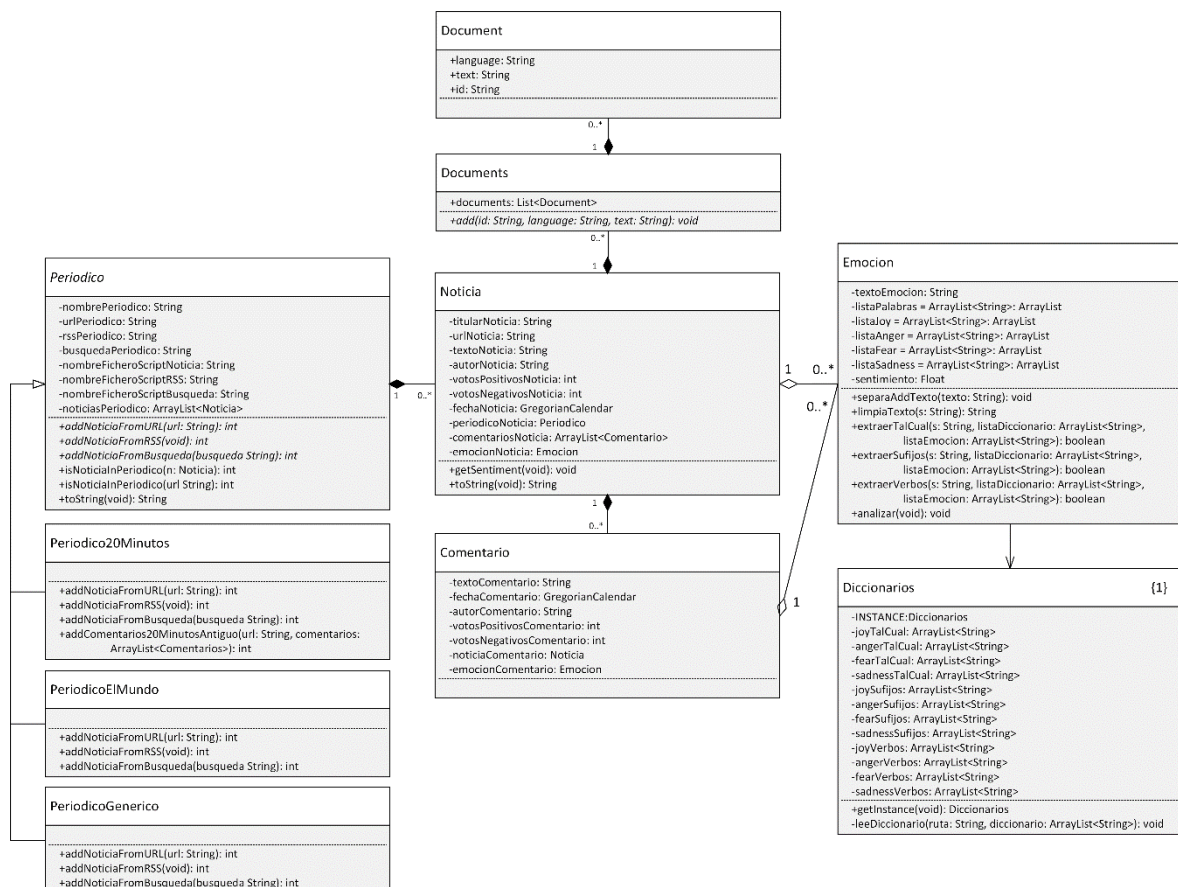 Document
+language: String
+text: String
+id: String
0..*
1
Documents
+documents: List<Document>
+add(id: String, language: String, text: String): void
0..*
1
Periodico
-nombrePeriodico: String
-urlPeriodico: String
-rssPeriodico: String
-busquedaPeriodico: String
-nombreFicheroScriptNoticia: String
-nombreFicheroScriptRSS: String
-nombreFicheroScriptBusqueda: String
-noticiasPeriodico: ArrayList<Noticia>
+addNoticiaFromURL(url: String): int
+addNoticiaFromRSS(void): int
+addNoticiaFromBusqueda(busqueda String): int
+isNoticiaInPeriodico(n: Noticia): int
+isNoticiaInPeriodico(url String): int
+toString(void): String
1
0..*
Noticia
-titularNoticia: String
-urlNoticia: String
-textoNoticia: String
-autorNoticia: String
-votosPositivosNoticia: int
-votosNegativosNoticia: int
-fechaNoticia: GregorianCalendar
-periodicoNoticia: Periodico
-comentariosNoticia: ArrayList<Comentario>
-emocionNoticia: Emocion
+getSentiment(void): void
+toString(void): String
1
0..*
0..*
Emocion
-textoEmocion: String
-listaPalabras = ArrayList<String>: ArrayList
-listaJoy = ArrayList<String>: ArrayList
-listaAnger = ArrayList<String>: ArrayList
-listaFear = ArrayList<String>: ArrayList
-listaSadness = ArrayList<String>: ArrayList
-sentimiento: Float
+separaAddTexto(texto: String): void
+limpiaTexto(s: String): String
+extraerTalCual(s: String, listaDiccionario: ArrayList<String>,
listaEmocion: ArrayList<String>): boolean
+extraerSufijos(s: String, listaDiccionario: ArrayList<String>,
listaEmocion: ArrayList<String>): boolean
+extraerVerbos(s: String, listaDiccionario: ArrayList<String>,
listaEmocion: ArrayList<String>): boolean
+analizar(void): void
1
0..*
Periodico20Minutos
+addNoticiaFromURL(url: String): int
+addNoticiaFromRSS(void): int
+addNoticiaFromBusqueda(busqueda String): int
+addComentarios20MinutosAntiguo(url: String, comentarios:
ArrayList<Comentarios>): int
Comentario
-textoComentario: String
-fechaComentario: GregorianCalendar
-autorComentario: String
-votosPositivosComentario: int
-votosNegativosComentario: int
-noticiaComentario: Noticia
-emocionComentario: Emocion
1
Diccionarios {1}
-INSTANCE:Diccionarios
-joyTalCual: ArrayList<String>
-angerTalCual: ArrayList<String>
-fearTalCual: ArrayList<String>
-sadnessTalCual: ArrayList<String>
-joySufijos: ArrayList<String>
-angerSufijos: ArrayList<String>
-fearSufijos: ArrayList<String>
-sadnessSufijos: ArrayList<String>
-joyVerbos: ArrayList<String>
-angerVerbos: ArrayList<String>
-fearVerbos: ArrayList<String>
-sadnessVerbos: ArrayList<String>
+getInstance(void): Diccionarios
-leeDiccionario(ruta: String, diccionario: ArrayList<String>): void
PeriodicoElMundo
+addNoticiaFromURL(url: String): int
+addNoticiaFromRSS(void): int
+addNoticiaFromBusqueda(busqueda String): int
PeriodicoGenerico
+addNoticiaFromURL(url: String): int
+addNoticiaFromRSS(void): int
+addNoticiaFromBusqueda(busqueda String): int